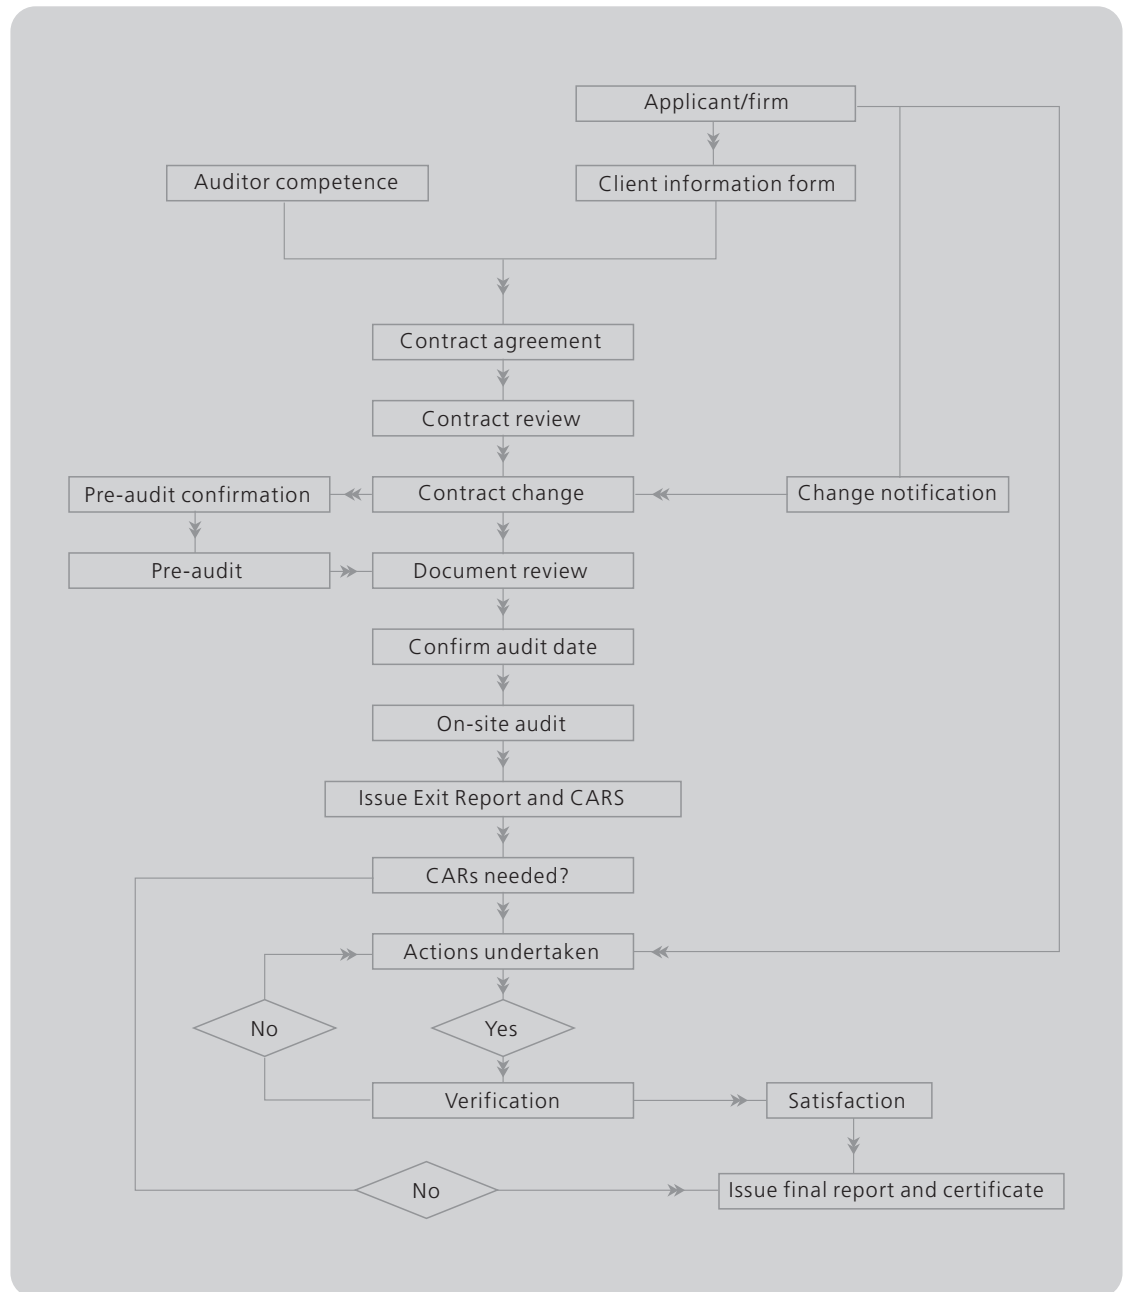 Applicant/firm
Auditor competence
Client information form
Contract agreement
Contract review
Pre-audit confirmation
Contract change
Change notification
Pre-audit
Document review
Confirm audit date
On-site audit
Issue Exit Report and CARS
CARs needed?
Actions undertaken
No
Yes
Verification
Satisfaction
No
Issue final report and certificate